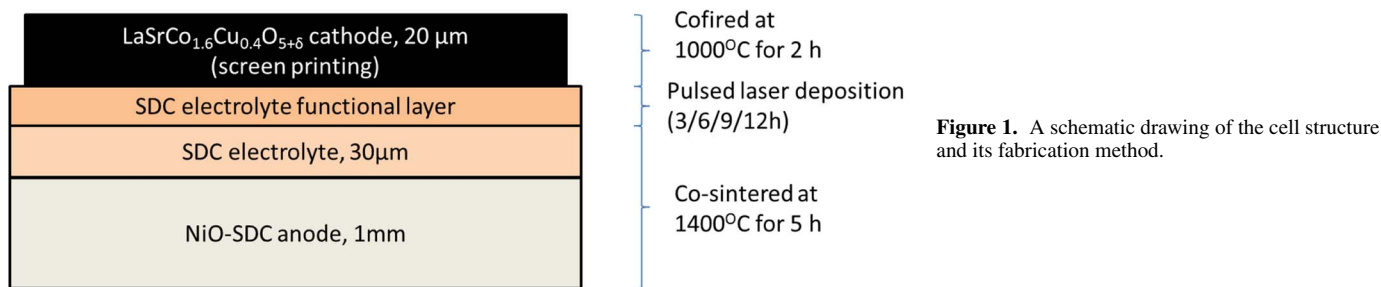 LaSrCo1.6Cu0.4O5+δ cathode, 20 μm
(screen printing)
SDC electrolyte functional layer
SDC electrolyte, 30μm
NiO-SDC anode, 1mm
Cofired at
1000°C for 2 h
Pulsed laser deposition
(3/6/9/12h)
Co-sintered at
1400°C for 5 h
Figure 1. A schematic drawing of the cell structure
and its fabrication method.